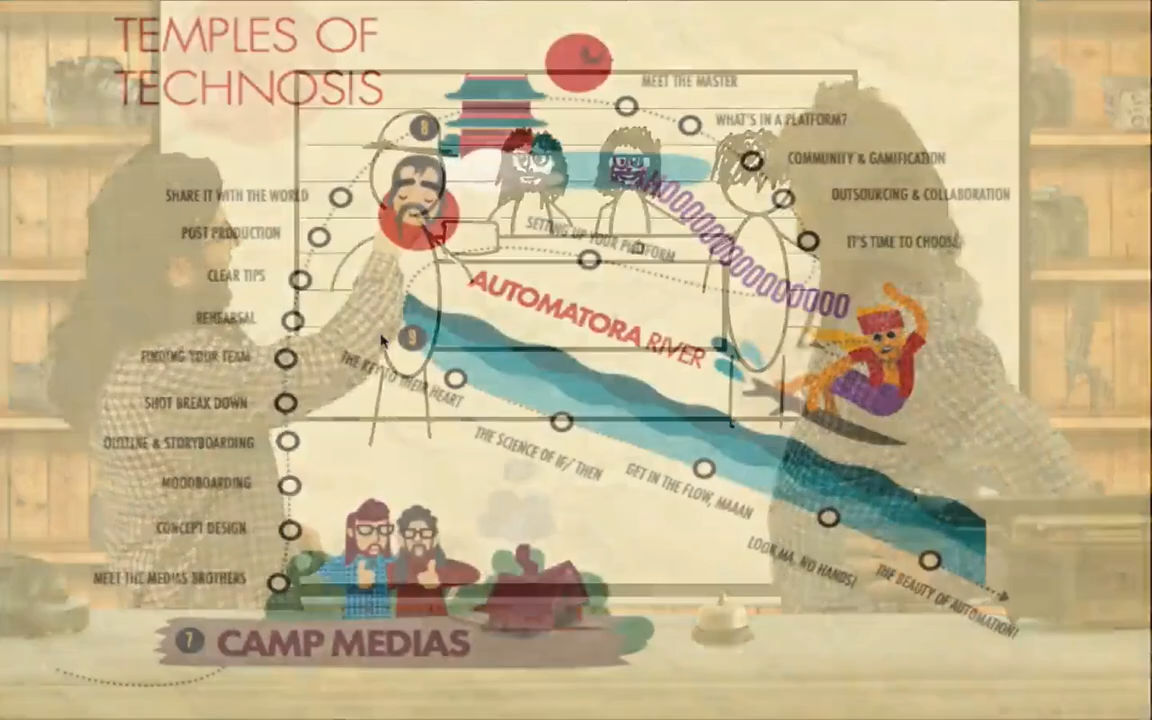 TEMPLES OF
TECHNOSIS
MEET THE MASTER
WHAT'S IN A PLATFORM?
COMMUNITY & GAMIFICATION
OUTSOURCING & COLLABORATION
IT'S TIME TO CHOOSE
8
SHARE IT WITH THE WORLD
POST PRODUCTION
CLEAR TIPS
REHEARSAL
FINDING YOUR TEAM
SHOT BREAK DOWN
OUTLINE & STORYBOARDING
MOODBOARDING
CONCEPT DESIGN
MEET THE MEDIAS BROTHERS
SETTING UP YOUR PLATFORM
AUTOMATORA RIVER
9
THE KEY TO THEIR HEART
THE SCIENCE OF IF/ THEN
GET IN THE FLOW, MAAAN
LOOK MA, NO HANDS!
THE BEAUTY OF AUTOMATION!
7 CAMP MEDIAS